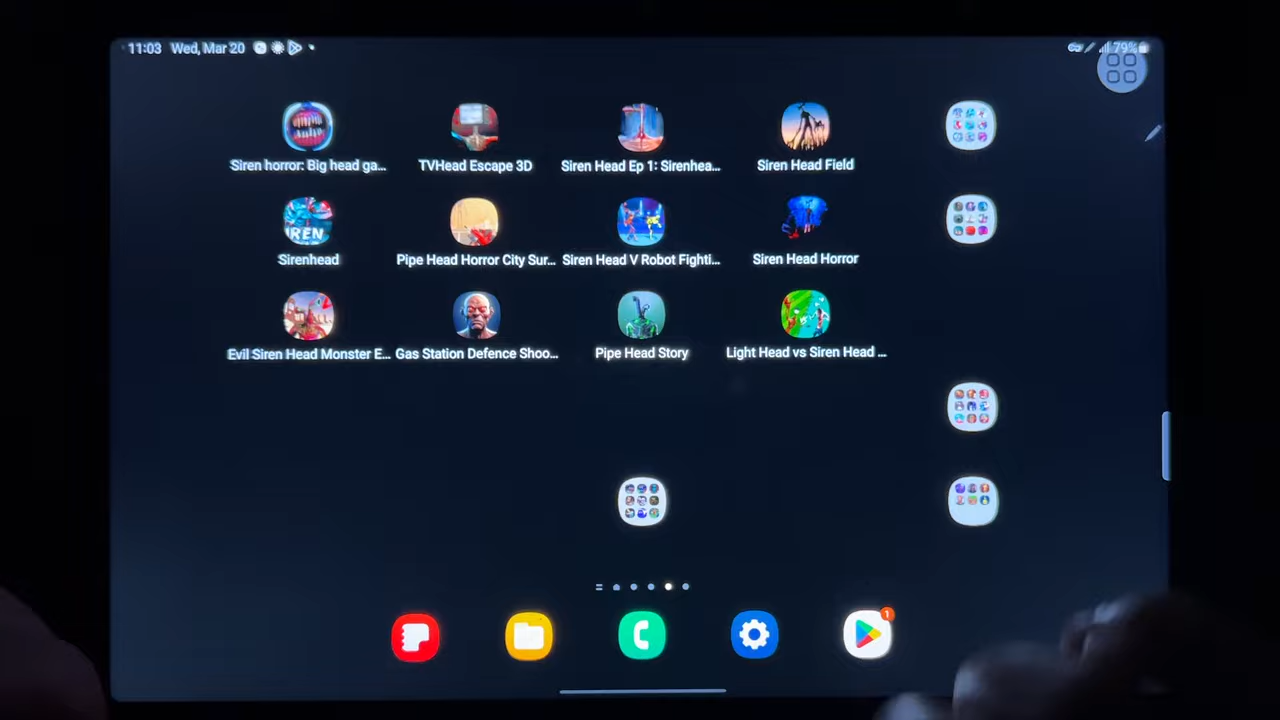 11:03 Wed, Mar 20
79%
Siren horror: Big head ga...
TVHead Escape 3D
Siren Head Ep 1: Sirenhea...
Siren Head Field
IREN
Sirenhead
Pipe Head Horror City Sur...
Siren Head V Robot Fighti...
Siren Head Horror
Evil Siren Head Monster E...
Gas Station Defence Shoo...
Pipe Head Story
Light Head vs Siren Head ...
1